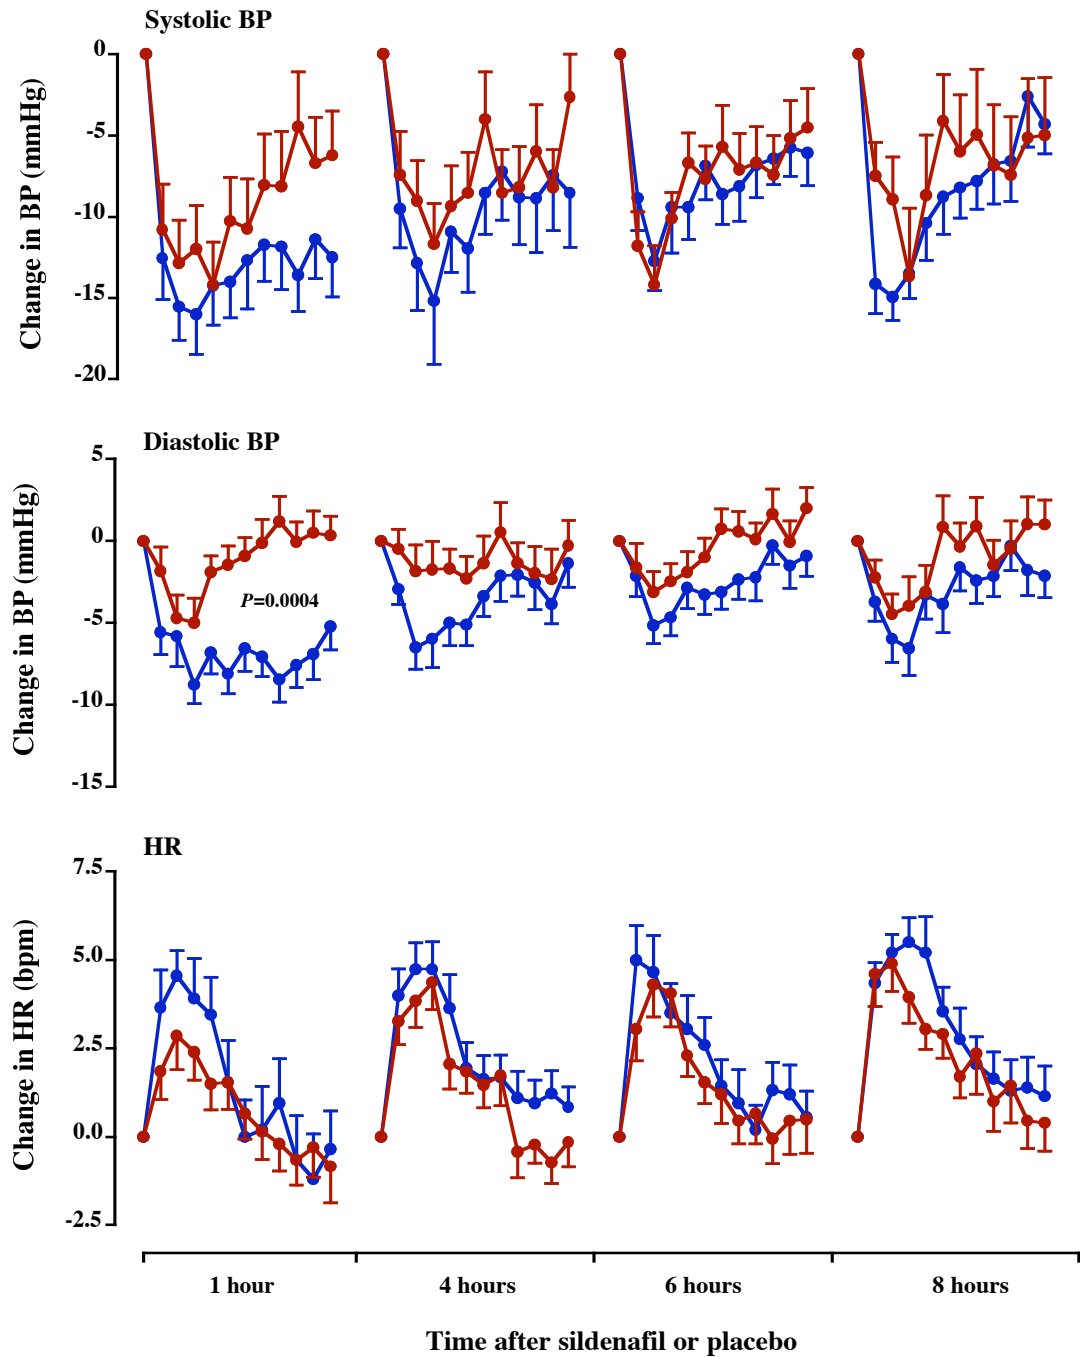 Systolic BP
Change in BP (mmHg)
0
-5
-10
-15
-20
Diastolic BP
Change in BP (mmHg)
5
0
-5
-10
-15
P=0.0004
HR
Change in HR (bpm)
7.5
5.0
2.5
0.0
-2.5
1 hour 4 hours 6 hours 8 hours
Time after sildenafil or placebo